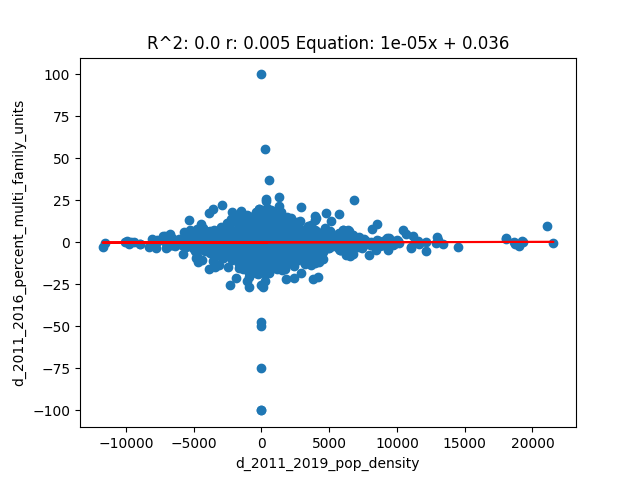 R^2: 0.0 r: 0.005 Equation: 1e-05x + 0.036
100
75
50
25
0
−25
−50
−75
−100
d_2011_2016_percent_multi_family_units
−10000 −5000 0 5000 10000 15000 20000
d_2011_2019_pop_density